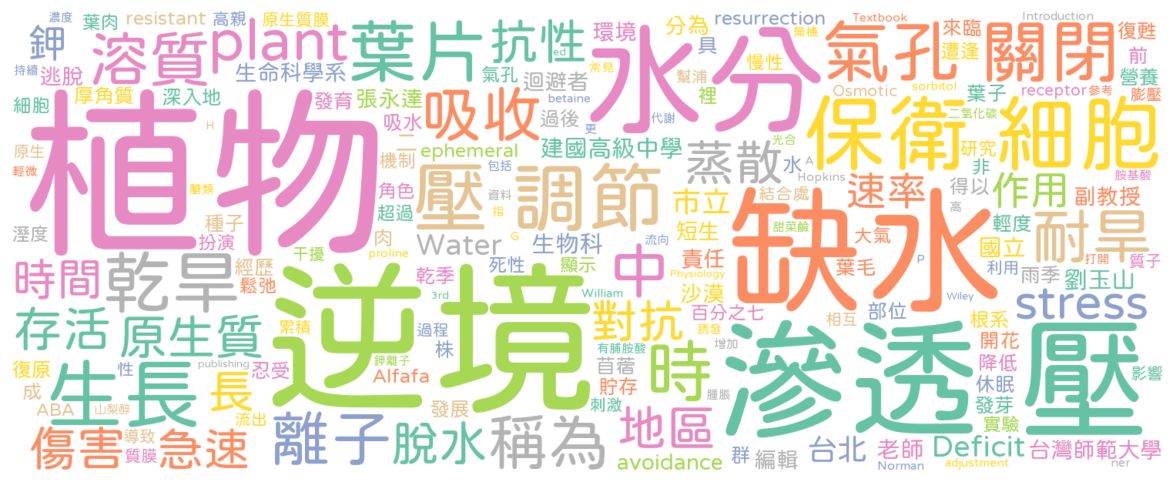 濃度 葉肉 resistant 高親 原生質膜 plant 葉片 抗性 環境 水分 分為 resurrection 無機 Textbook 來臨 Introduction 復甦
鉀 溶質 生命科學系 氣孔 迴避者 ed 常見 幫浦 裡 具 慢性 氣孔 關閉 遭逢 前 營養
持續 逃脫 厚角質 深入地 發育 張永達 betaine 代謝 Osmotic 葉子 sorbitol receptor 參考 膨壓
細胞 植物 吸水 吸收 過後 更 保衛 細胞 二氧化碳
H 二 建國高級中學 水 A 光合 研究 非
原生 機制 ephemeral 包括 蒸散 Hopkins 胺基酸
輕微 醣類 角色 壓 調節 資料 結合處 速率 得以 作用 副教授
種子 超過 指 市立 甜菜鹼 高 輕度 耐旱
溼度 扮演 肉 Water G 生物科 流向 短生 缺水 大氣 P 國立 打開
時間 乾旱 經歷 干擾 proline 死性 顯示 中 責任 葉毛 利用 雨季 質子
鬆弛 逆境 乾季 Physiology 沙漠 Wiley 劉玉山
存活 原生質 累積 3rd William 對抗 百分之七 部位 stress
過程 誘發 相互 根系
復原 生長 publishing 性 長 忍受 鉀離子 株 有脯胺酸 增加 時 滲透壓 開花 降低 影響
成 Alfafa 苜蓿 貯存 休眠
ABA 山梨醇 流出 發展 刺激 腫脹 發芽 實驗
傷害 導致 質膜 急速 離子 脫水 稱為 地區 群 編輯 台北 老師 Deficit 台灣師範大學
avoidance Norman adjustment ner